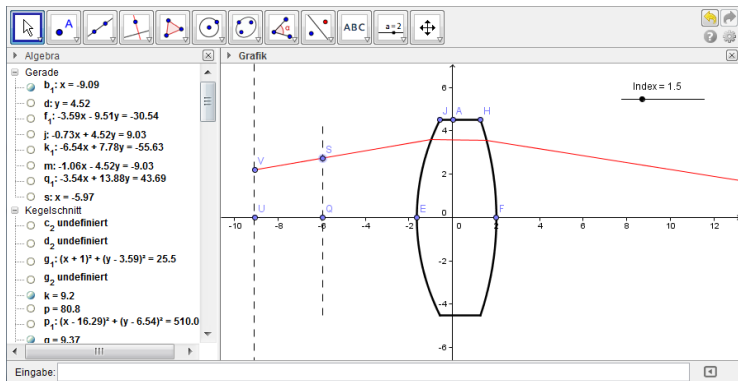 A
ABC
a = 2
Algebra
Grafik
Gerade
b₁: x = -9.09
d: y = 4.52
f₁: -3.59x - 9.51y = -30.54
j: -0.73x + 4.52y = 9.03
k₁: -6.54x + 7.78y = -55.63
m: -1.06x - 4.52y = -9.03
q₁: -3.54x + 13.88y = 43.69
s: x = -5.97
Kegelschnitt
c₂ undefiniert
d₂ undefiniert
g₁: (x + 1)² + (y - 3.59)² = 25.5
g₂ undefiniert
k = 9.2
p = 80.8
p₁: (x - 16.29)² + (y - 6.54)² = 510.0
q = 9.37
Index = 1.5
6
J A H
4
S
V
2
U Q E F
-10 -8 -6 -4 -2 0 2 4 6 8 10 12
-2
-4
-6
Eingabe: